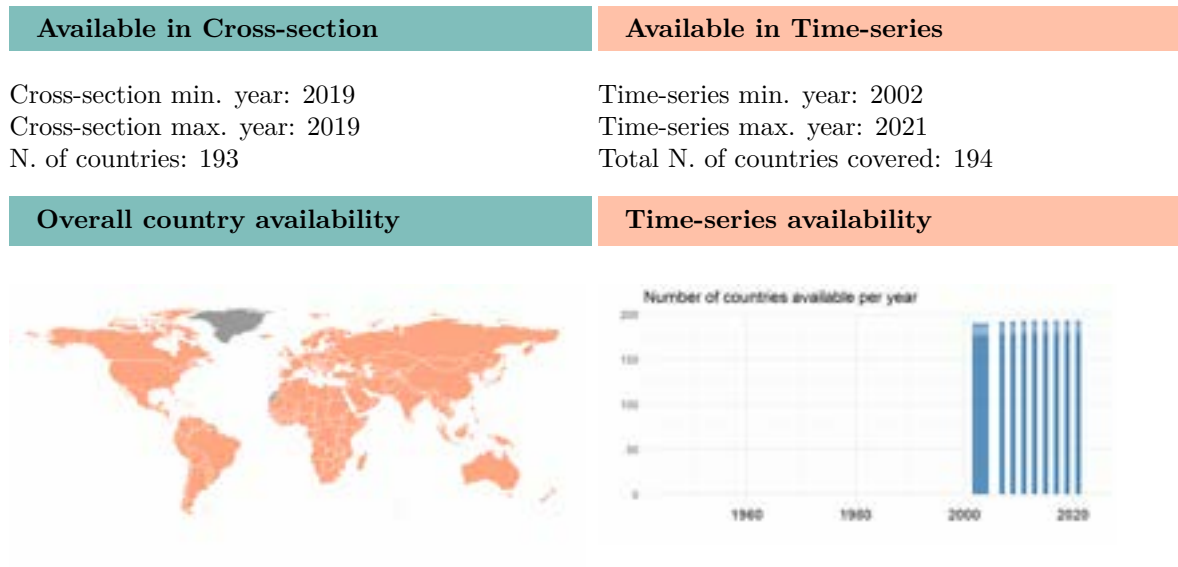 Available in Cross-section
Available in Time-series
Cross-section min. year: 2019
Cross-section max. year: 2019
N. of countries: 193
Time-series min. year: 2002
Time-series max. year: 2021
Total N. of countries covered: 194
Overall country availability
Time-series availability
Number of countries available per year
200
150
100
50
0
1960
1980
2000
2020